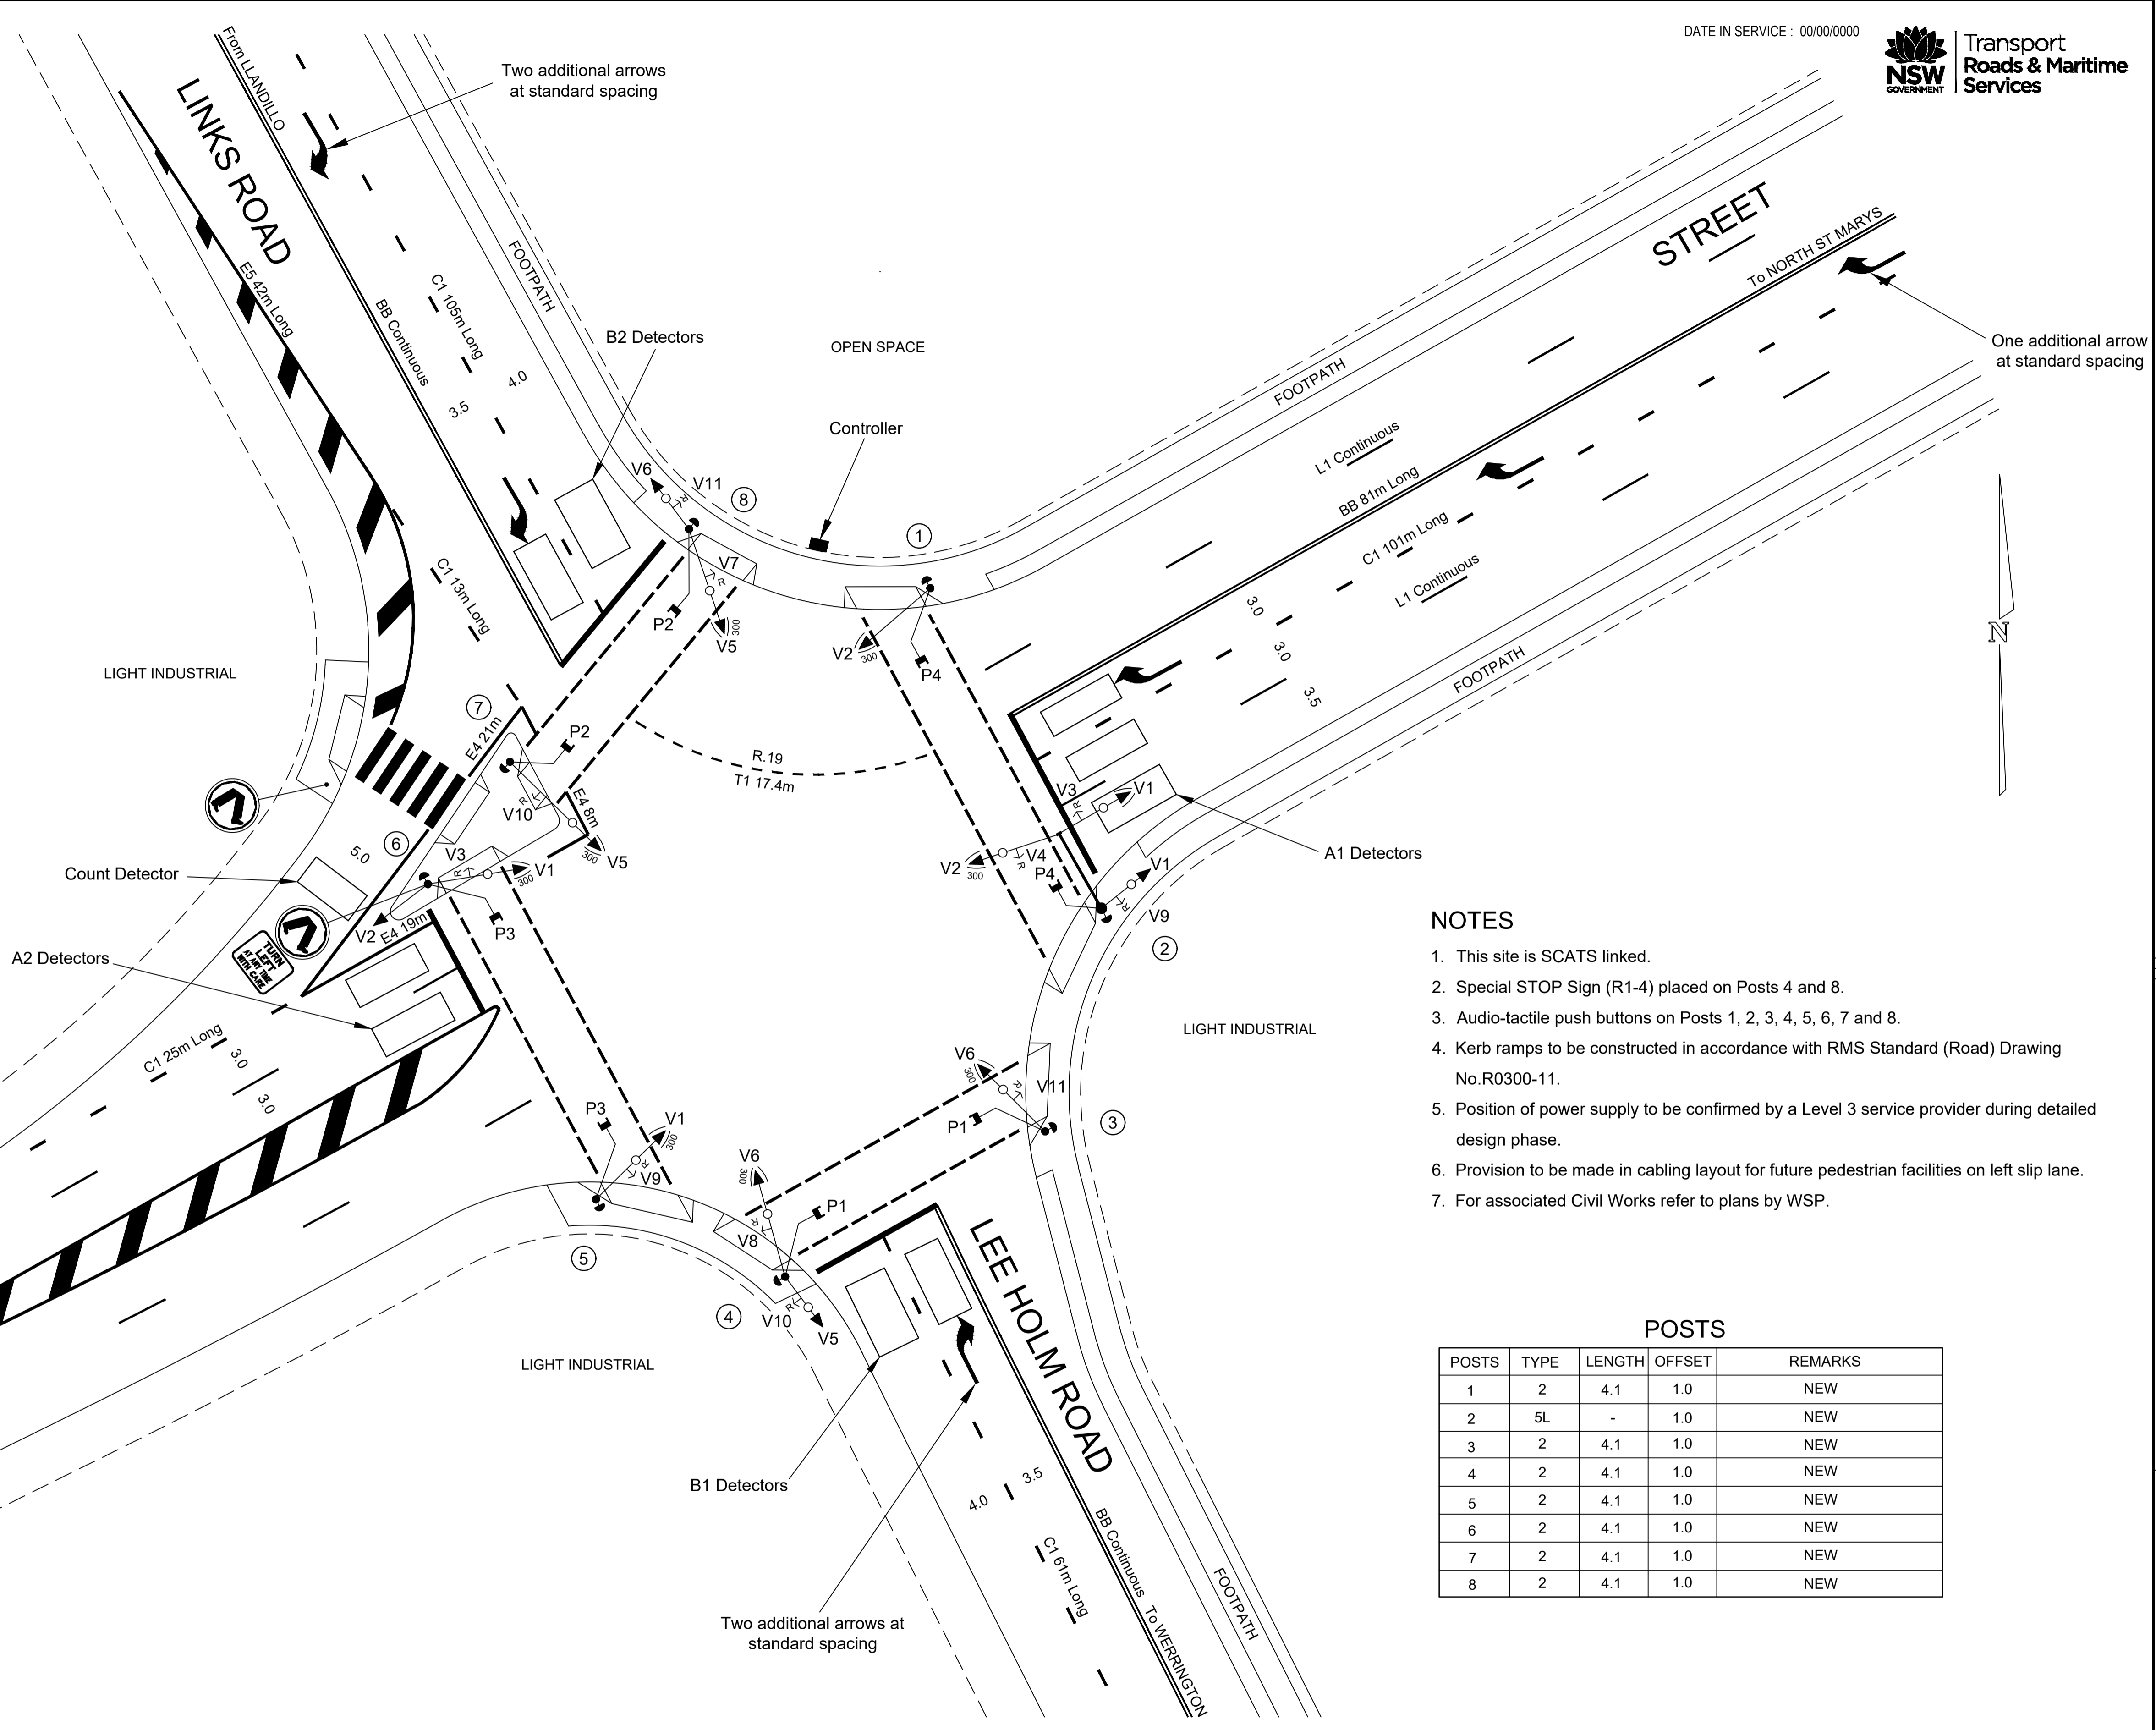 DATE IN SERVICE : 00/00/0000
NSW
GOVERNMENT
Transport
Roads & Maritime
Services
From LLANDILLO
LINKS ROAD
Two additional arrows
at standard spacing
E5 42m Long
BB Continuous
C1 105m Long
3.5
4.0
FOOTPATH
B2 Detectors
OPEN SPACE
Controller
STREET
To NORTH ST MARYS
One additional arrow
at standard spacing
FOOTPATH
L1 Continuous
BB 81m Long
C1 101m Long
L1 Continuous
3.0
3.0
3.5
FOOTPATH
N
V6
R
V11
8
1
V7
R
P2
300
V5
V2
300
P4
C1 13m Long
LIGHT INDUSTRIAL
7
E4 21m
P2
R
V10
E4 8m
300
V5
R.19
T1 17.4m
V3
R
V1
V2
300
V4
R
P4
V1
R
V9
2
A1 Detectors
6
5.0
V3
R
V1
300
Count Detector
V2
E4 19m
P3
TURN
LEFT
AT ANY TIME
WITH CARE
A2 Detectors
C1 25m Long
3.0
3.0
LIGHT INDUSTRIAL
V6
300
R
V11
P1
3
P3
V1
300
R
V9
V6
300
R
V8
P1
5
4
R
V10
V5
LIGHT INDUSTRIAL
LEE HOLM ROAD
B1 Detectors
3.5
4.0
C1 61m Long
BB Continuous
To WERRINGTON
FOOTPATH
Two additional arrows at
standard spacing
NOTES
1. This site is SCATS linked.
2. Special STOP Sign (R1-4) placed on Posts 4 and 8.
3. Audio-tactile push buttons on Posts 1, 2, 3, 4, 5, 6, 7 and 8.
4. Kerb ramps to be constructed in accordance with RMS Standard (Road) Drawing
No.R0300-11.
5. Position of power supply to be confirmed by a Level 3 service provider during detailed
design phase.
6. Provision to be made in cabling layout for future pedestrian facilities on left slip lane.
7. For associated Civil Works refer to plans by WSP.
POSTS
POSTS TYPE LENGTH OFFSET REMARKS
1 2 4.1 1.0 NEW
2 5L - 1.0 NEW
3 2 4.1 1.0 NEW
4 2 4.1 1.0 NEW
5 2 4.1 1.0 NEW
6 2 4.1 1.0 NEW
7 2 4.1 1.0 NEW
8 2 4.1 1.0 NEW